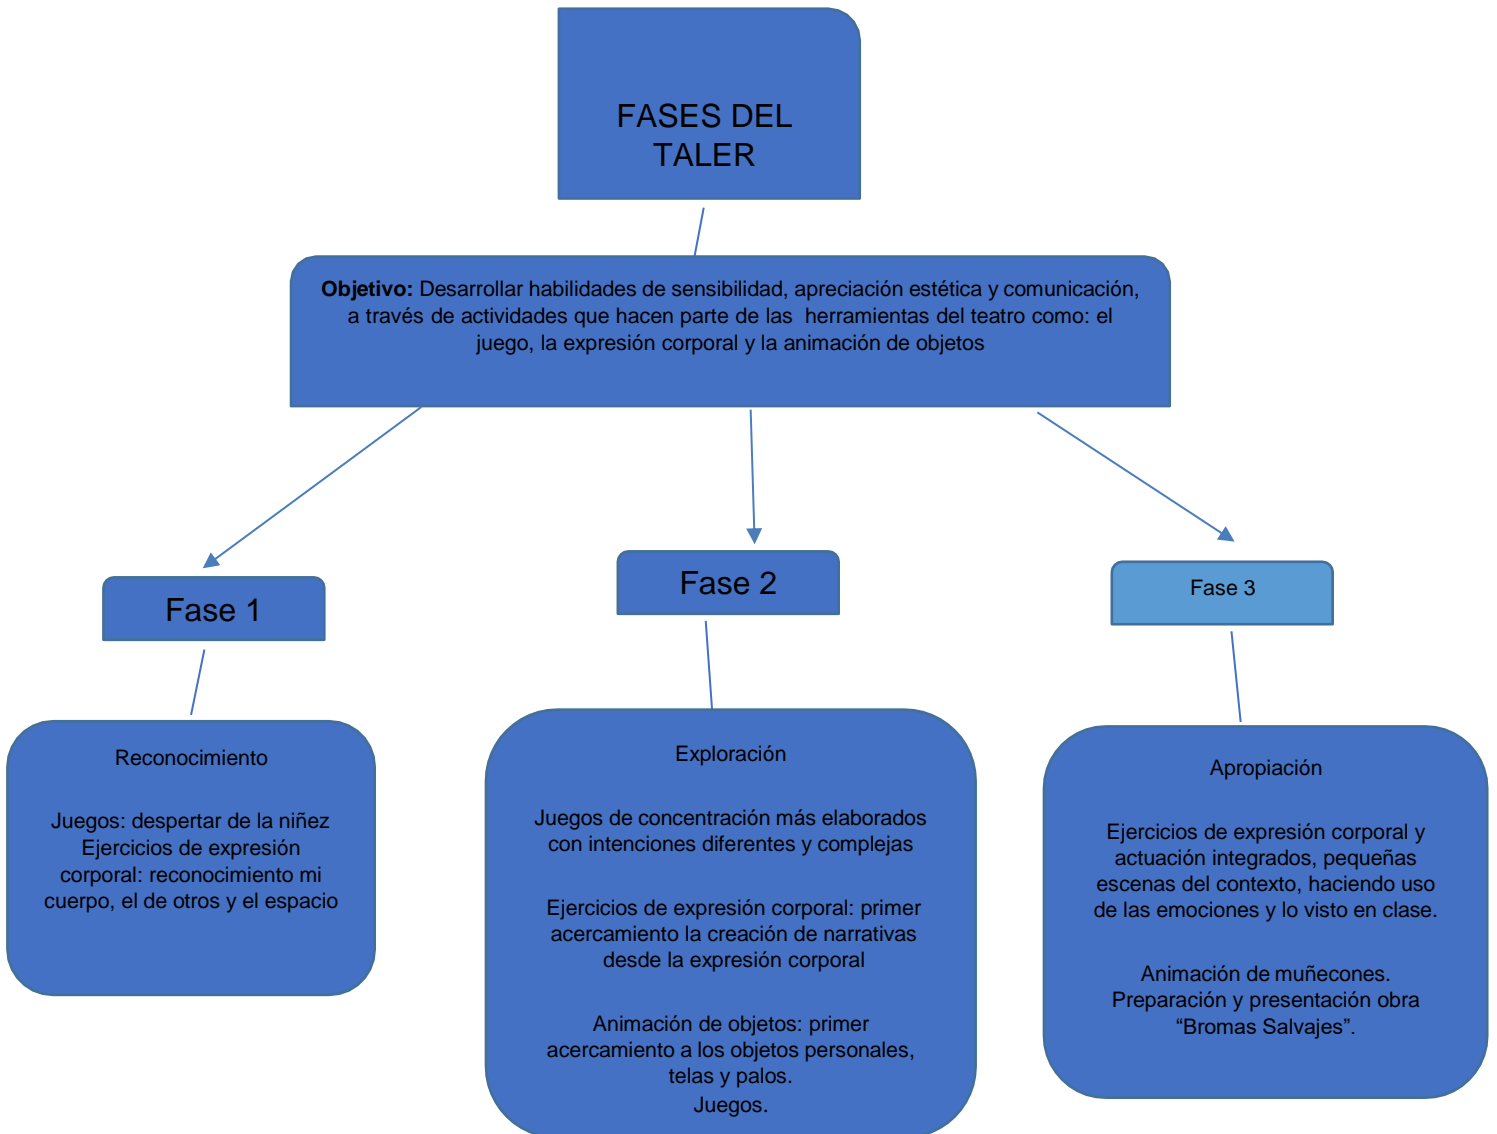 FASES DEL
TALER
Objetivo: Desarrollar habilidades de sensibilidad, apreciación estética y comunicación,
a través de actividades que hacen parte de las herramientas del teatro como: el
juego, la expresión corporal y la animación de objetos
Fase 1
Fase 2
Fase 3
Reconocimiento
Juegos: despertar de la niñez
Ejercicios de expresión
corporal: reconocimiento mi
cuerpo, el de otros y el espacio
Exploración
Juegos de concentración más elaborados
con intenciones diferentes y complejas
Ejercicios de expresión corporal: primer
acercamiento la creación de narrativas
desde la expresión corporal
Animación de objetos: primer
acercamiento a los objetos personales,
telas y palos.
Juegos.
Apropiación
Ejercicios de expresión corporal y
actuación integrados, pequeñas
escenas del contexto, haciendo uso
de las emociones y lo visto en clase.
Animación de muñecones.
Preparación y presentación obra
“Bromas Salvajes”.